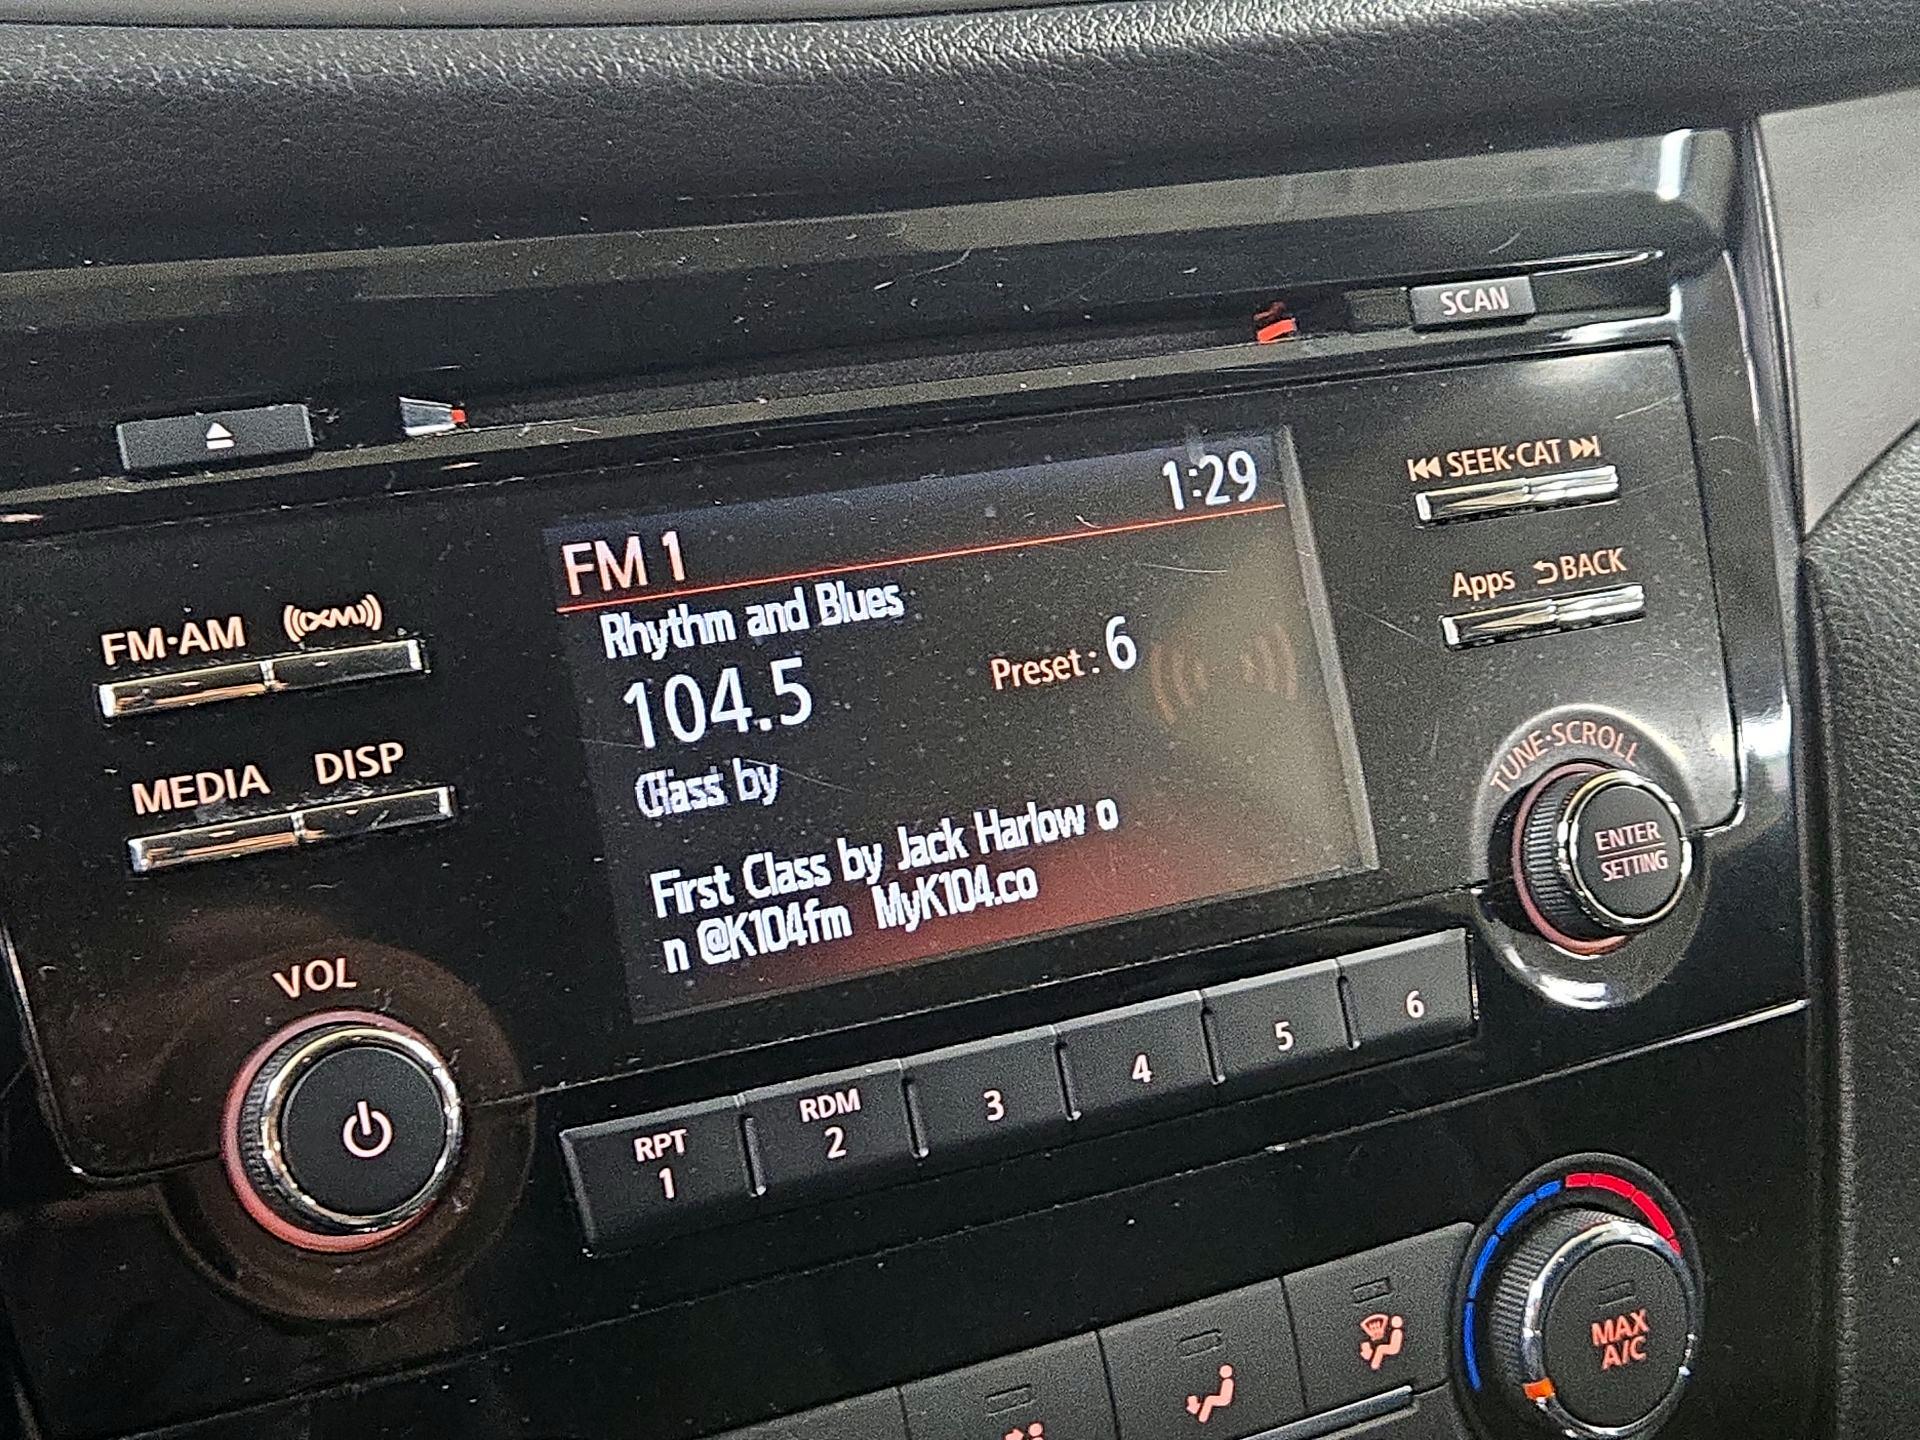 SCAN
SEEK·CAT
1:29
FM 1
Apps BACK
Rhythm and Blues
FM·AM ((XM))
104.5 Preset : 6
TUNE·SCROLL
MEDIA DISP
by
ENTER
SETTING
First Class by Jack Harlow o
n @K104fm MyK104.co
VOL
RPT
1
RDM
2
3
4
5
6
MAX
A/C